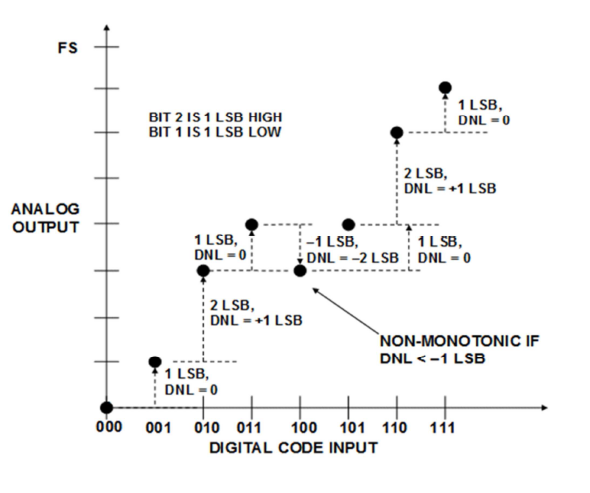 FS
BIT 2 IS 1 LSB HIGH
BIT 1 IS 1 LSB LOW
1 LSB,
DNL = 0
2 LSB,
DNL = +1 LSB
ANALOG
OUTPUT
1 LSB,
DNL = 0
–1 LSB,
DNL = –2 LSB
1 LSB,
DNL = 0
2 LSB,
DNL = +1 LSB
NON-MONOTONIC IF
DNL < –1 LSB
1 LSB,
DNL = 0
000 001 010 011 100 101 110 111
DIGITAL CODE INPUT